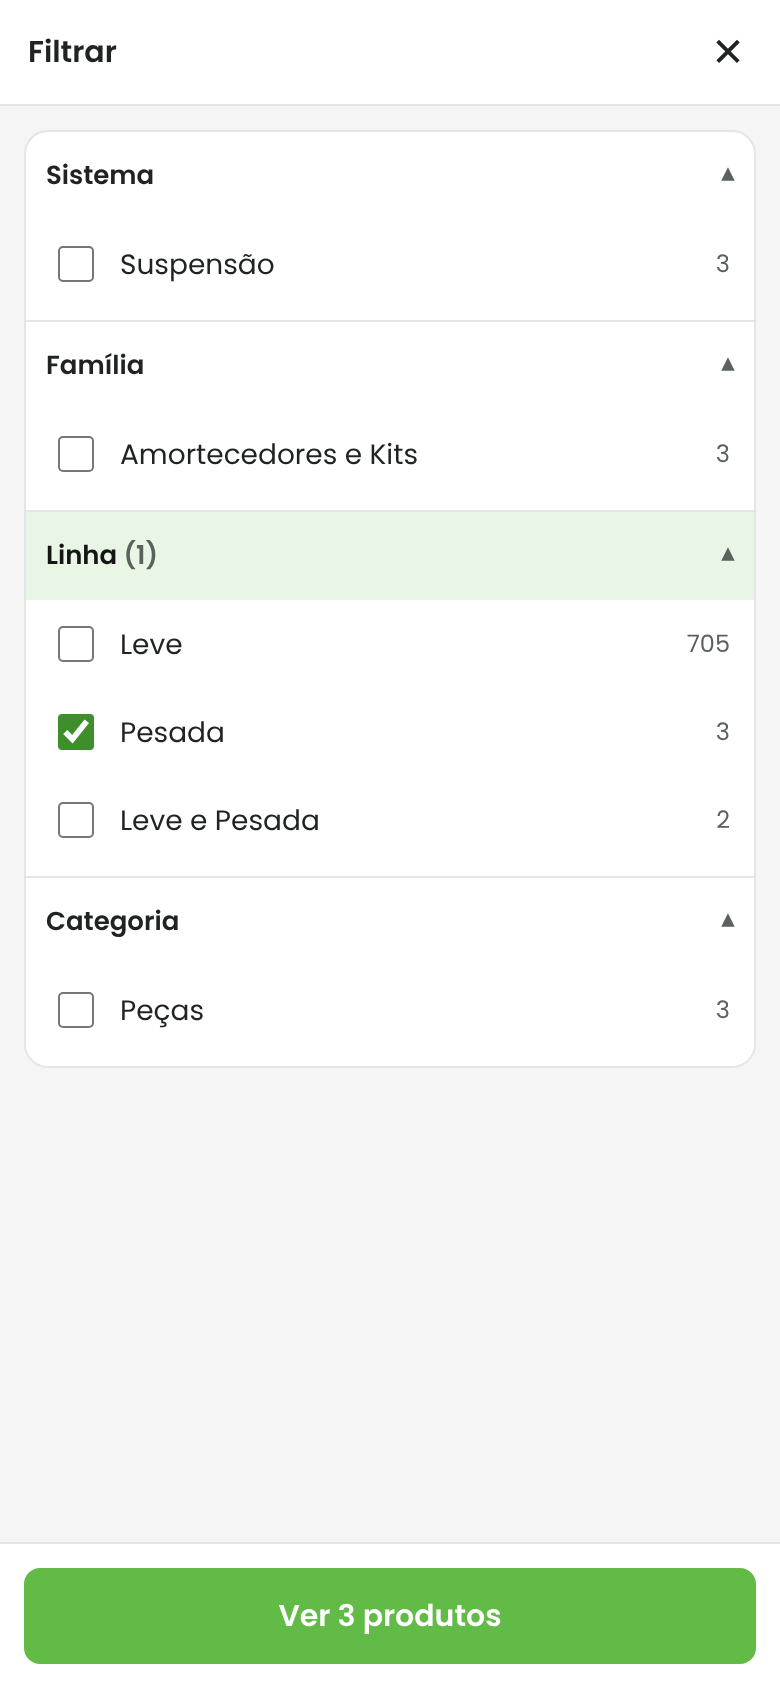 Filtrar
Sistema
Suspensão 3
Família
Amortecedores e Kits 3
Linha (1)
Leve 705
Pesada 3
Leve e Pesada 2
Categoria
Peças 3
Ver 3 produtos